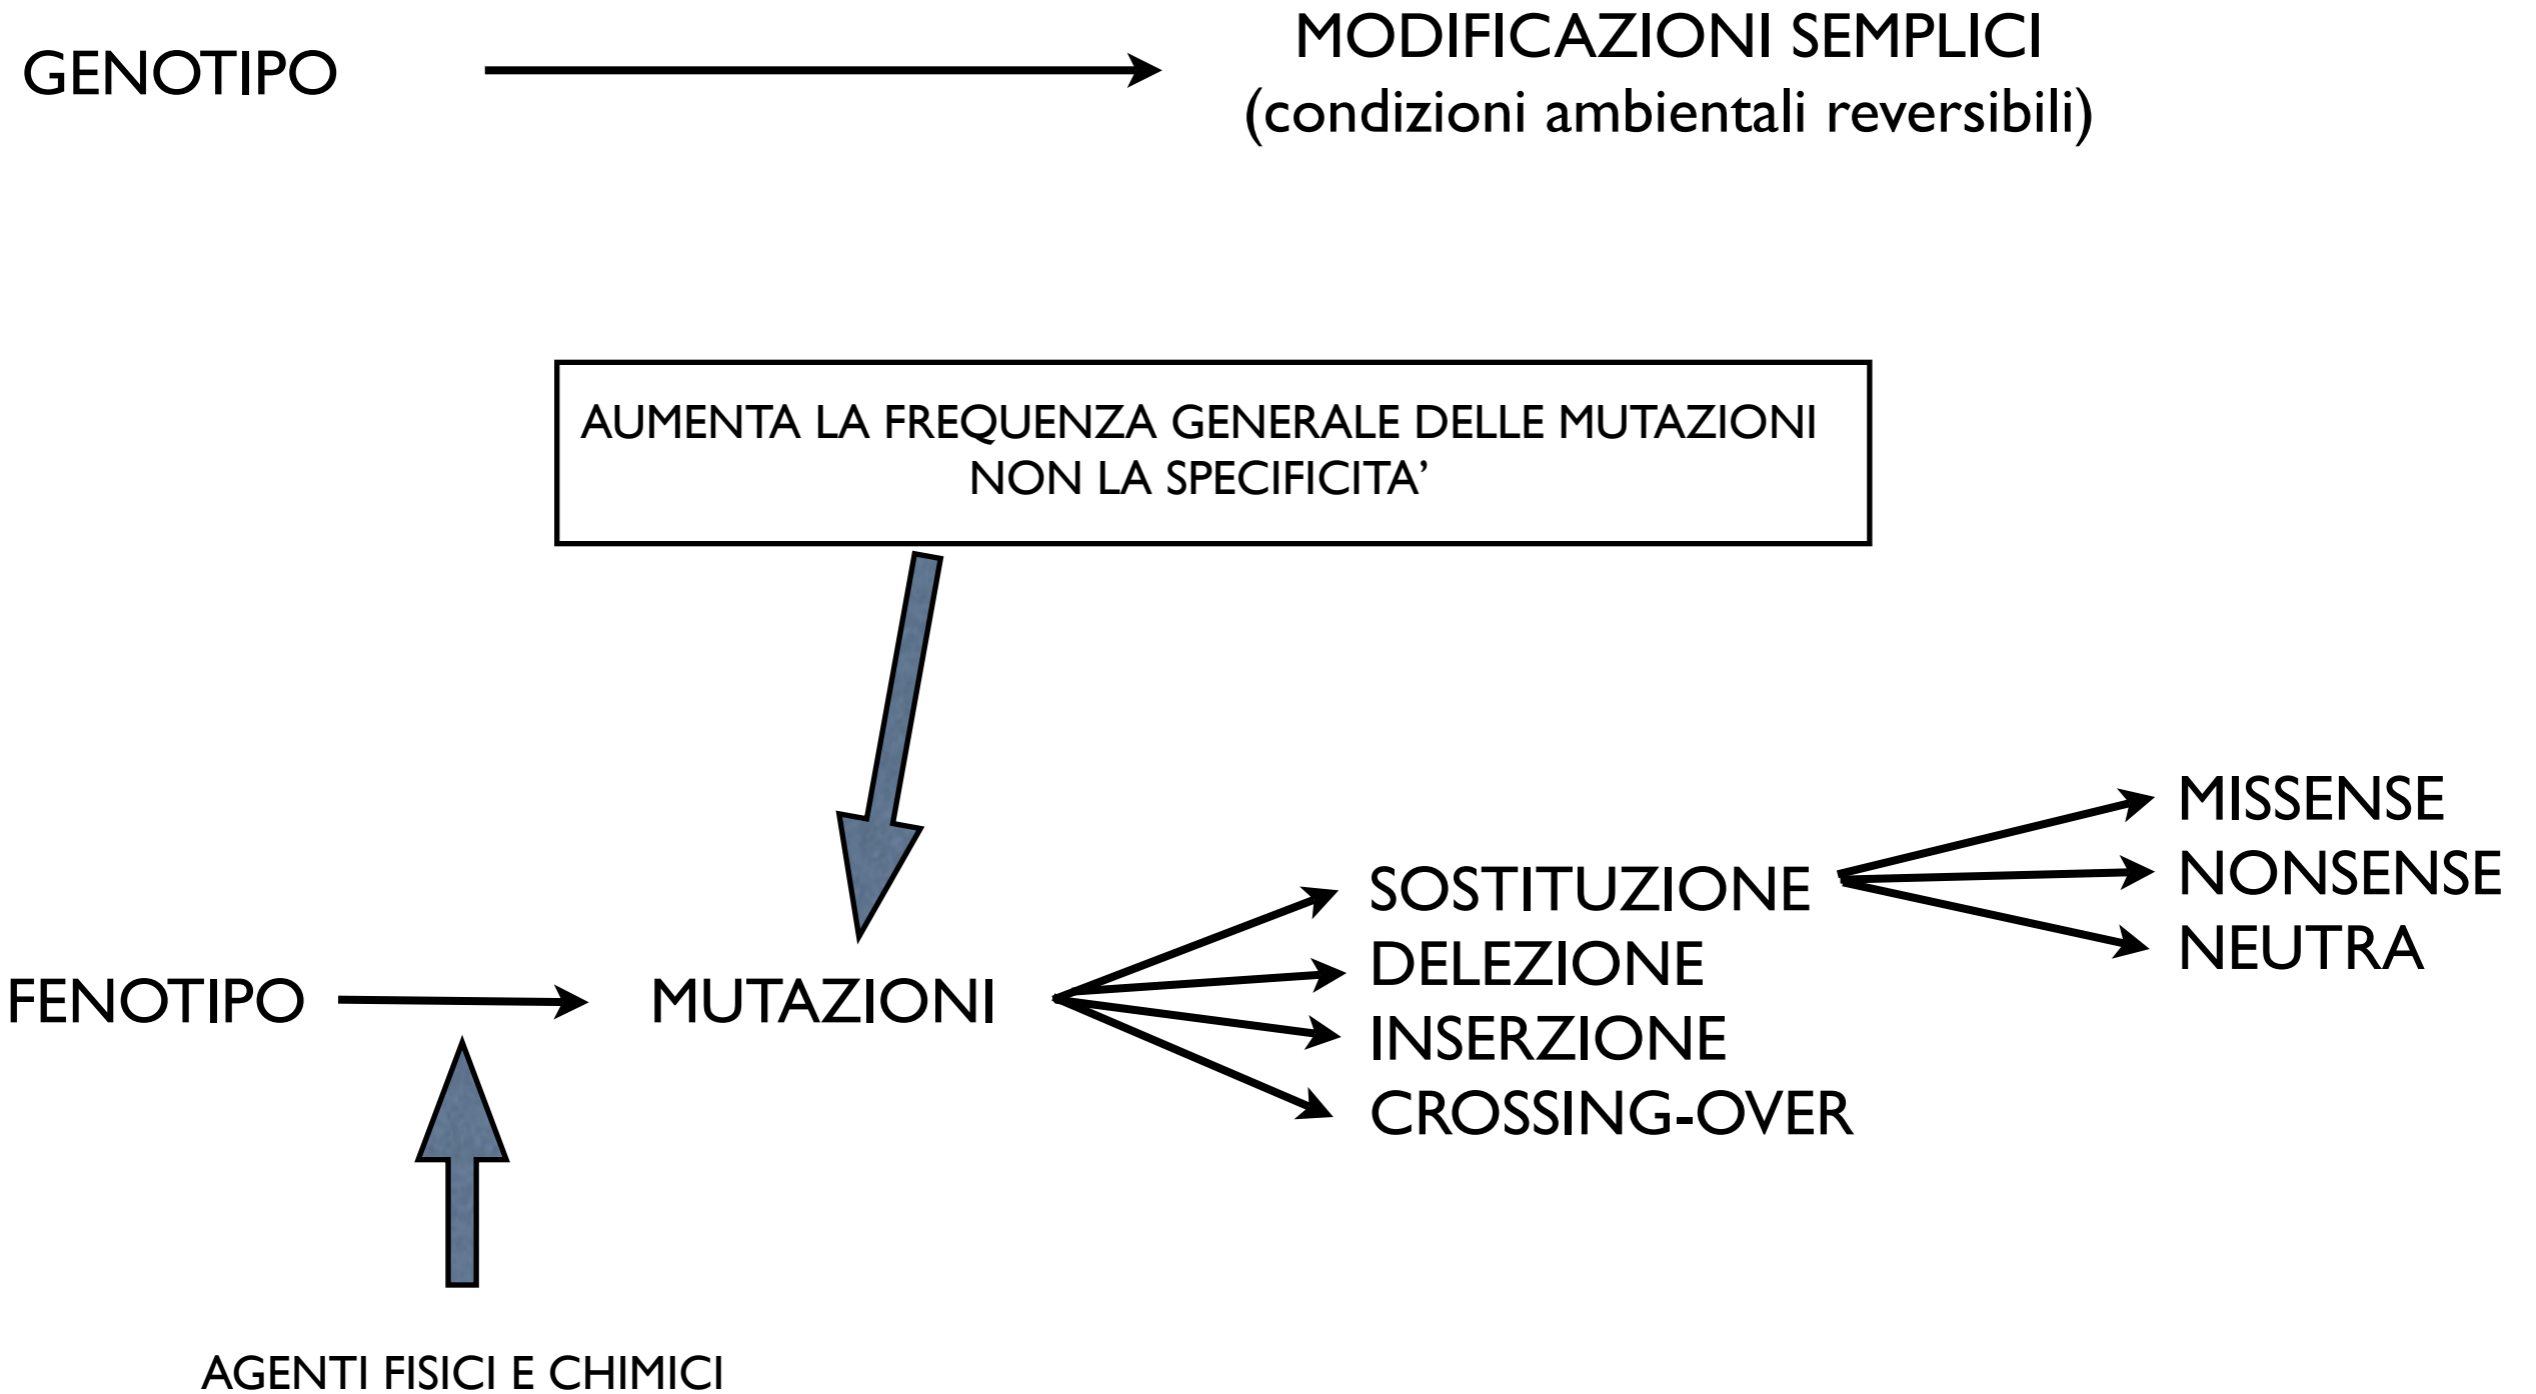 GENOTIPO
MODIFICAZIONI SEMPLICI
(condizioni ambientali reversibili)
AUMENTA LA FREQUENZA GENERALE DELLE MUTAZIONI
NON LA SPECIFICITA’
FENOTIPO
MUTAZIONI
SOSTITUZIONE
DELEZIONE
INSERZIONE
CROSSING-OVER
MISSENSE
NONSENSE
NEUTRA
AGENTI FISICI E CHIMICI